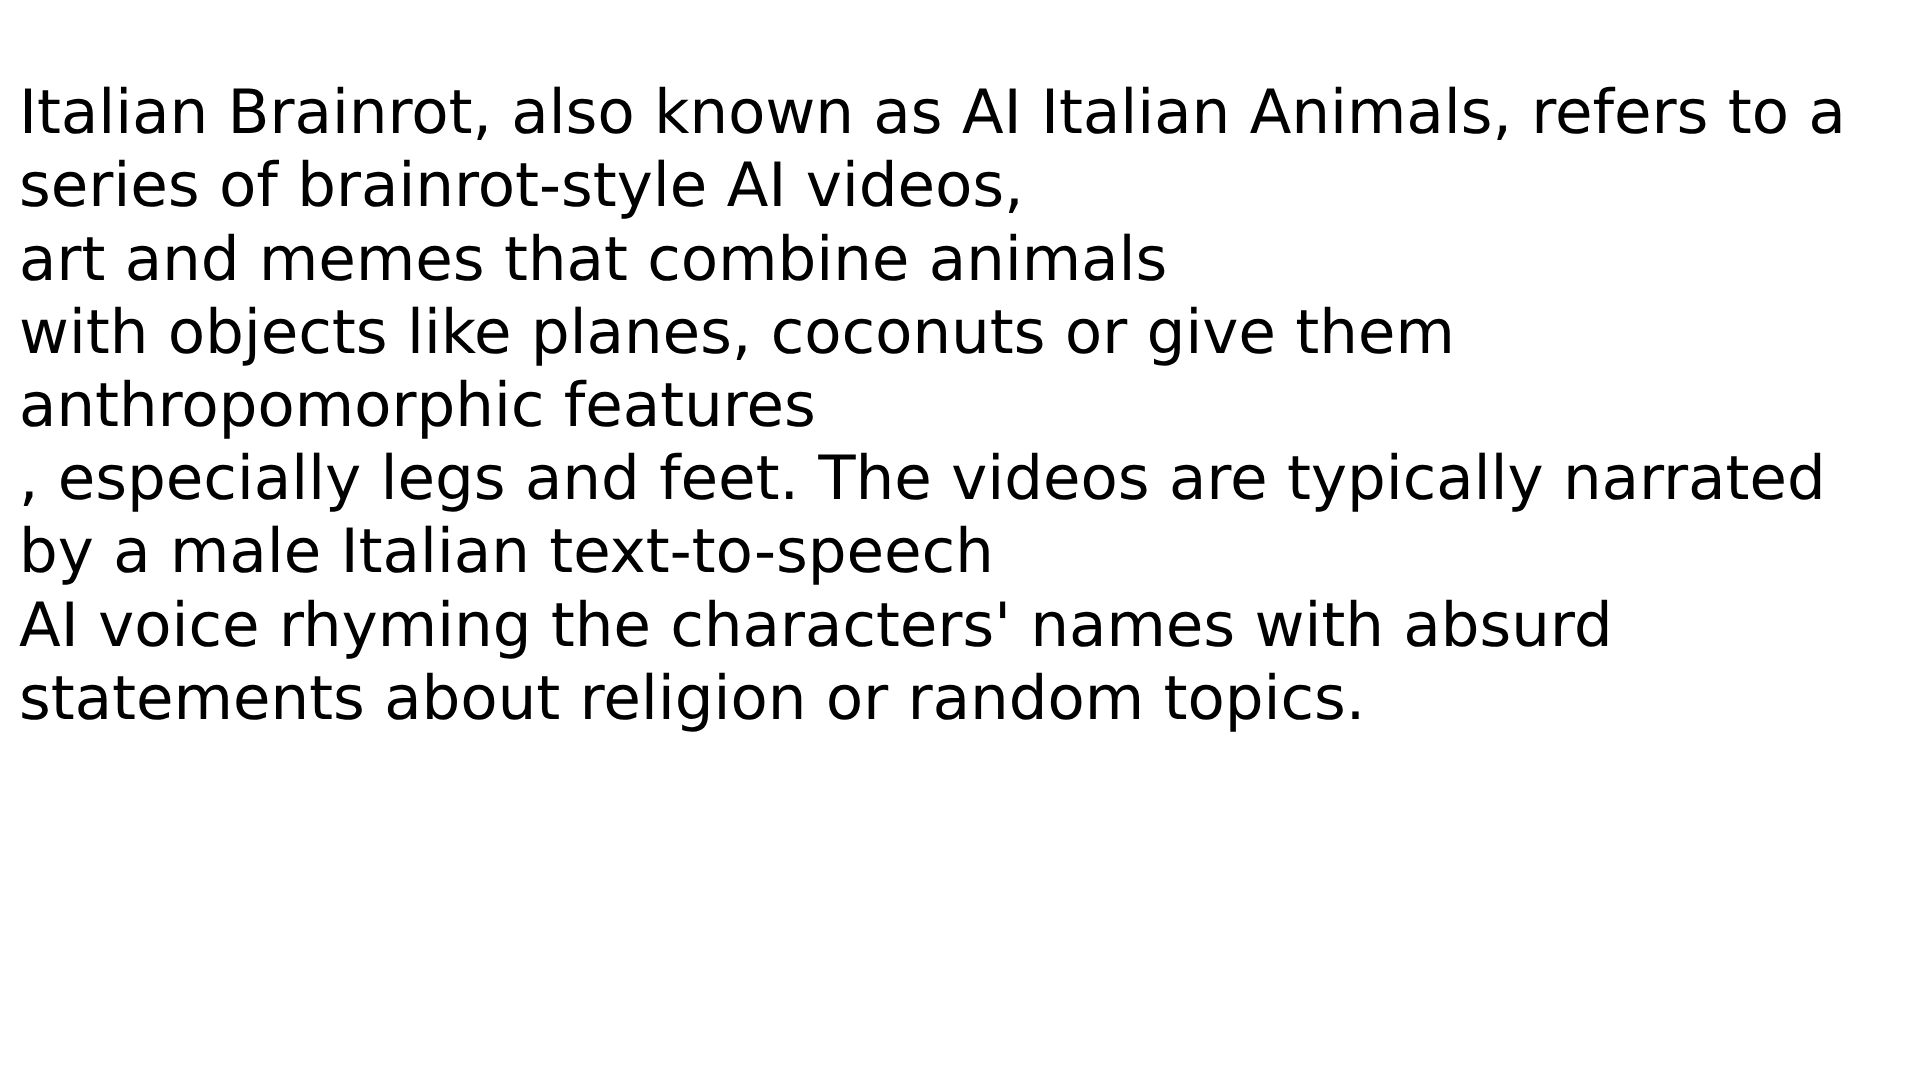 Italian Brainrot, also known as AI Italian Animals, refers to a
series of brainrot-style AI videos,
art and memes that combine animals
with objects like planes, coconuts or give them
anthropomorphic features
, especially legs and feet. The videos are typically narrated
by a male Italian text-to-speech
AI voice rhyming the characters' names with absurd
statements about religion or random topics.